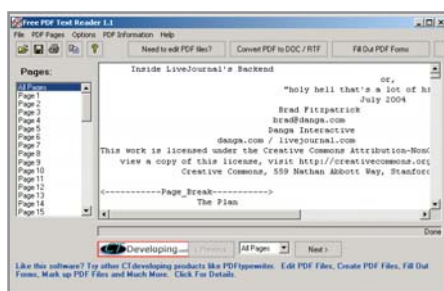 Free PDF Text Reader 1.1
File PDF Pages Options PDF Information Help
Need to edit PDF files? Convert PDF to DOC / RTF Fill Out PDF Forms
Pages:
All Pages
Page 1
Page 2
Page 3
Page 4
Page 5
Page 6
Page 7
Page 8
Page 9
Page 10
Page 11
Page 12
Page 13
Page 14
Page 15
Inside LiveJournal's Backend
or,
"holy hell that's a lot of h
July 2004
Brad Fitzpatrick
brad@danga.com
Danga Interactive
danga.com / livejournal.com
This work is licensed under the Creative Commons Attribution-Non
view a copy of this license, visit http://creativecommons.org
Creative Commons, 559 Nathan Abbott Way, Stanford
<-----------Page_Break----------->
The Plan
Done
CTDeveloping.com < Previous All Pages Next >
Like this software? Try other CTdeveloping products like PDFtypewriter. Edit PDF Files, Create PDF Files, Fill Out
Forms, Mark up PDF Files and Much More. Click For Details.